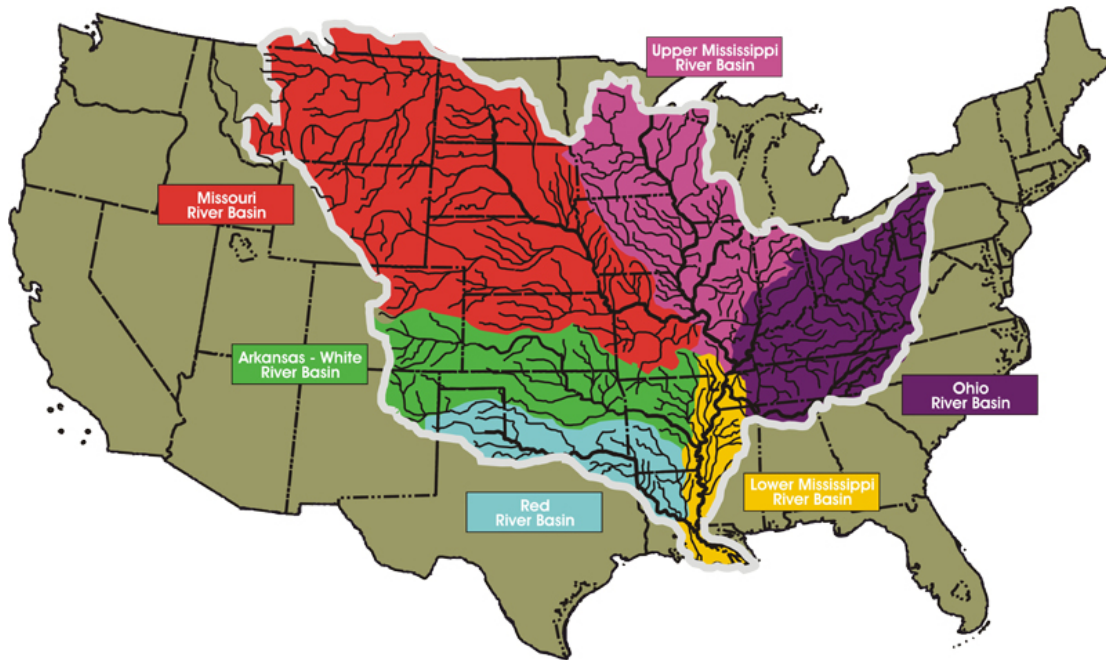 Upper Mississippi
River Basin
Missouri
River Basin
Arkansas - White
River Basin
Ohio
River Basin
Lower Mississippi
River Basin
Red
River Basin